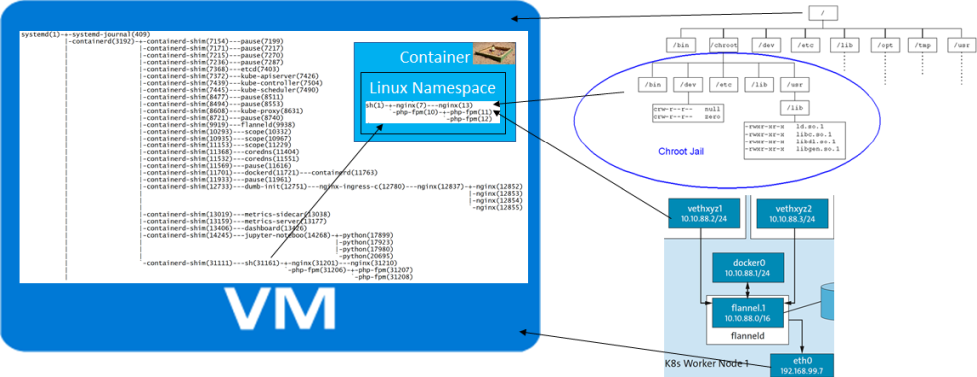 systemd(1)-+-systemd-journal(409)
|-containerd(3192)-+-containerd-shim(7154)---pause(7199)
| |-containerd-shim(7171)---pause(7217)
| |-containerd-shim(7215)---pause(7270)
| |-containerd-shim(7236)---pause(7287)
| |-containerd-shim(7368)---etcd(7403)
| |-containerd-shim(7372)---kube-apiserver(7426)
| |-containerd-shim(7439)---kube-controller(7504)
| |-containerd-shim(7445)---kube-scheduler(7490)
| |-containerd-shim(8477)---pause(8511)
| |-containerd-shim(8494)---pause(8553)
| |-containerd-shim(8608)---kube-proxy(8631)
| |-containerd-shim(8721)---pause(8740)
| |-containerd-shim(9919)---flanneld(9938)
| |-containerd-shim(10293)---scope(10332)
| |-containerd-shim(10935)---scope(10967)
| |-containerd-shim(11153)---scope(11229)
| |-containerd-shim(11368)---coredns(11404)
| |-containerd-shim(11532)---coredns(11551)
| |-containerd-shim(11569)---pause(11616)
| |-containerd-shim(11701)---dockerd(11721)---containerd(11763)
| |-containerd-shim(11933)---pause(11961)
| |-containerd-shim(12733)---dumb-init(12751)---nginx-ingress-c(12780)---nginx(12837)-+-nginx(12852)
| | |-nginx(12853)
| | |-nginx(12854)
| | -nginx(12855)
| |-containerd-shim(13019)---metrics-sidecar(13038)
| |-containerd-shim(13159)---metrics-server(13177)
| |-containerd-shim(13406)---dashboard(13426)
| |-containerd-shim(14245)---jupyter-noteboo(14268)-+-python(17899)
| | |-python(17923)
| | |-python(17980)
| | |-python(20695)
| -containerd-shim(31111)---sh(31161)-+-nginx(31201)---nginx(31210)
| `-php-fpm(31206)-+-php-fpm(31207)
| `-php-fpm(31208)
Container
Linux Namespace
sh(1)-+-nginx(7)---nginx(13)
-php-fpm(10)-+-php-fpm(11)
-php-fpm(12)
VM
/
/bin /chroot /dev /etc /lib /opt /tmp /usr
/bin /dev /etc /lib /usr
crw-r--r-- null
crw-r--r-- zero
/lib
-rwxr-xr-x ld.so.1
-rwxr-xr-x libc.so.1
-rwxr-xr-x libdl.so.1
-rwxr-xr-x libgen.so.1
Chroot Jail
vethxyz1
10.10.88.2/24
vethxyz2
10.10.88.3/24
docker0
10.10.88.1/24
flannel.1
10.10.88.0/16
flanneld
K8s Worker Node 1
eth0
192.168.99.7